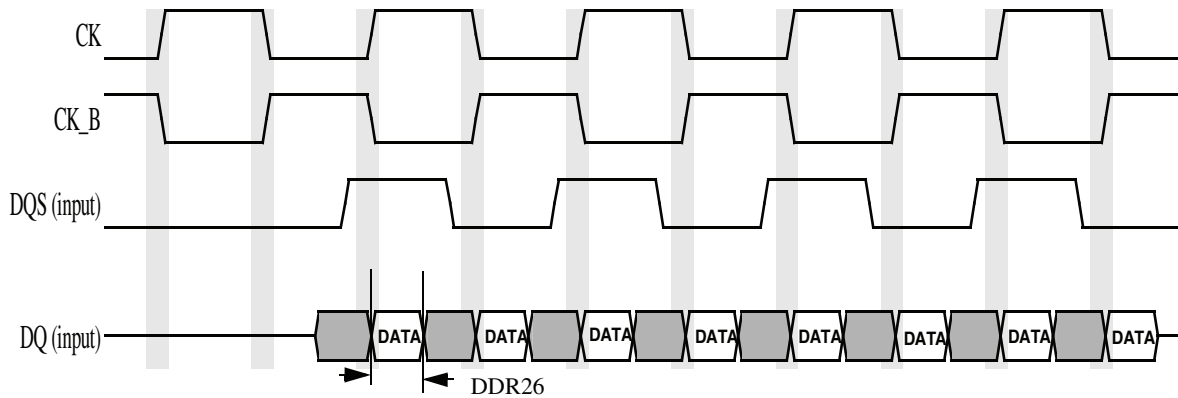 CK
CK_B
DQS (input)
DQ (input)
DATA DATA DATA DATA DATA DATA DATA DATA
DDR26